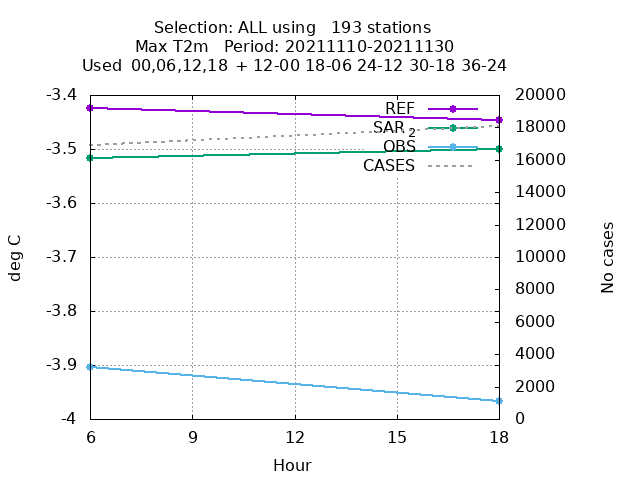 Selection: ALL using   193 stations
Max T2m   Period: 20211110-20211130
Used  00,06,12,18 + 12-00 18-06 24-12 30-18 36-24
-3.4
-3.5
-3.6
-3.7
-3.8
-3.9
-4
deg C
20000
18000
16000
14000
12000
10000
8000
6000
4000
2000
0
No cases
REF
SAR 2
OBS
CASES
6 9 12 15 18
Hour